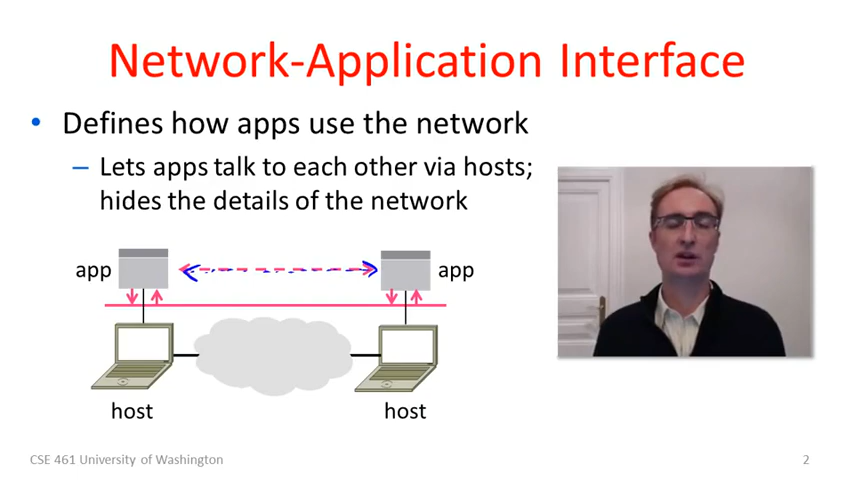 Network-Application Interface
• Defines how apps use the network
– Lets apps talk to each other via hosts;
hides the details of the network
app
app
host
host
CSE 461 University of Washington
2